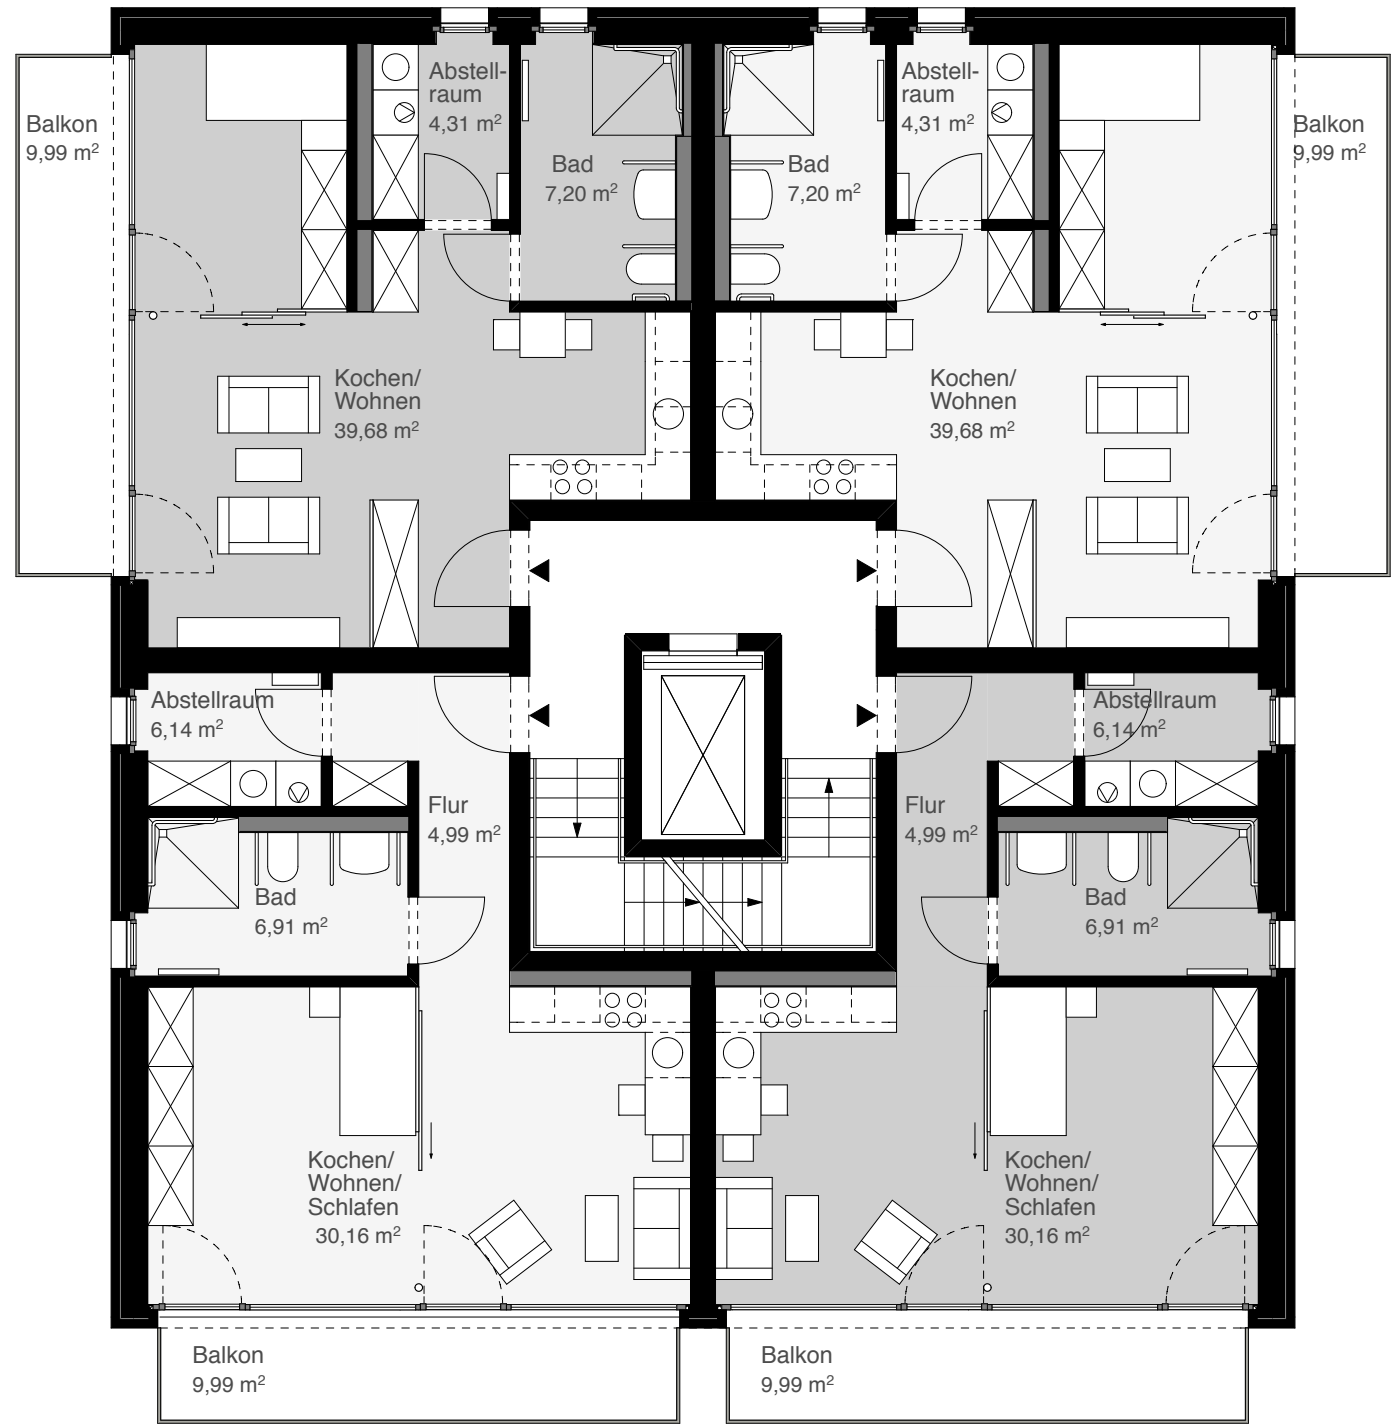 Balkon
9,99 m²
Abstell-
raum
4,31 m²
Bad
7,20 m²
Bad
7,20 m²
Abstell-
raum
4,31 m²
Balkon
9,99 m²
Kochen/
Wohnen
39,68 m²
Kochen/
Wohnen
39,68 m²
Abstellraum
6,14 m²
Abstellraum
6,14 m²
Flur
4,99 m²
Flur
4,99 m²
Bad
6,91 m²
Bad
6,91 m²
Kochen/
Wohnen/
Schlafen
30,16 m²
Kochen/
Wohnen/
Schlafen
30,16 m²
Balkon
9,99 m²
Balkon
9,99 m²